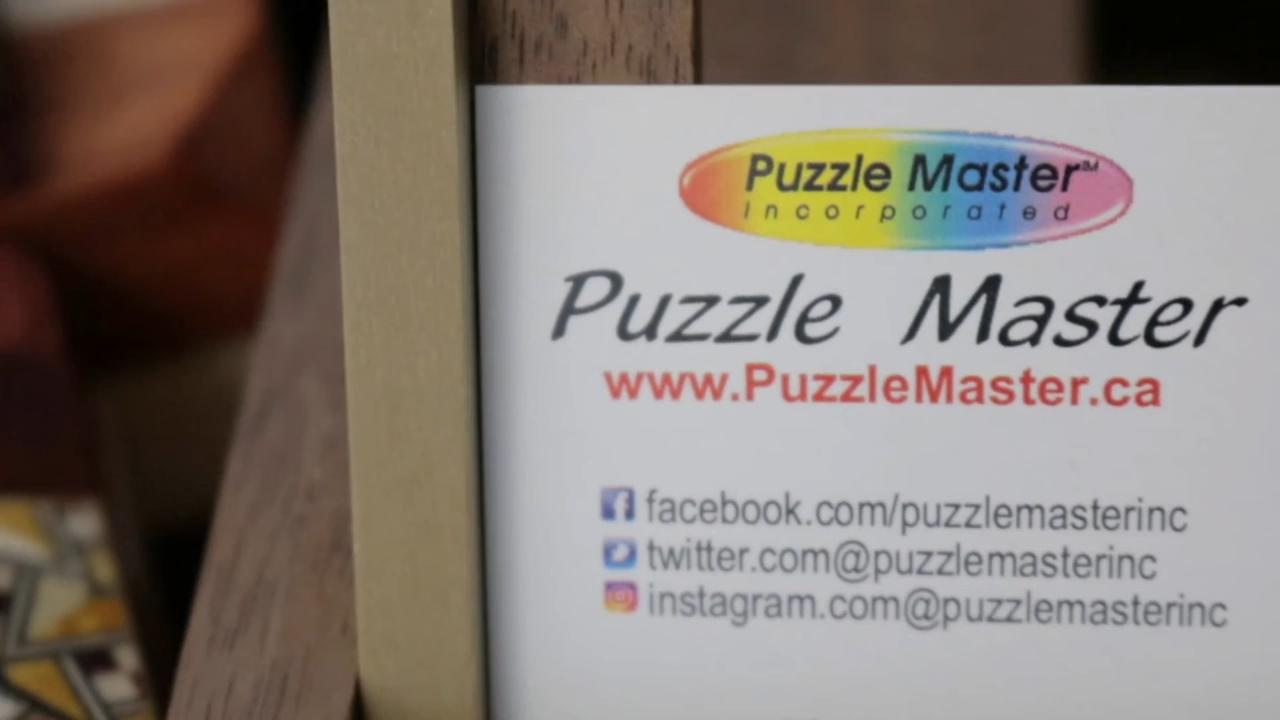 Puzzle Master™
Incorporated
Puzzle Master
www.PuzzleMaster.ca
facebook.com/puzzlemasterinc
twitter.com@puzzlemasterinc
instagram.com@puzzlemasterinc